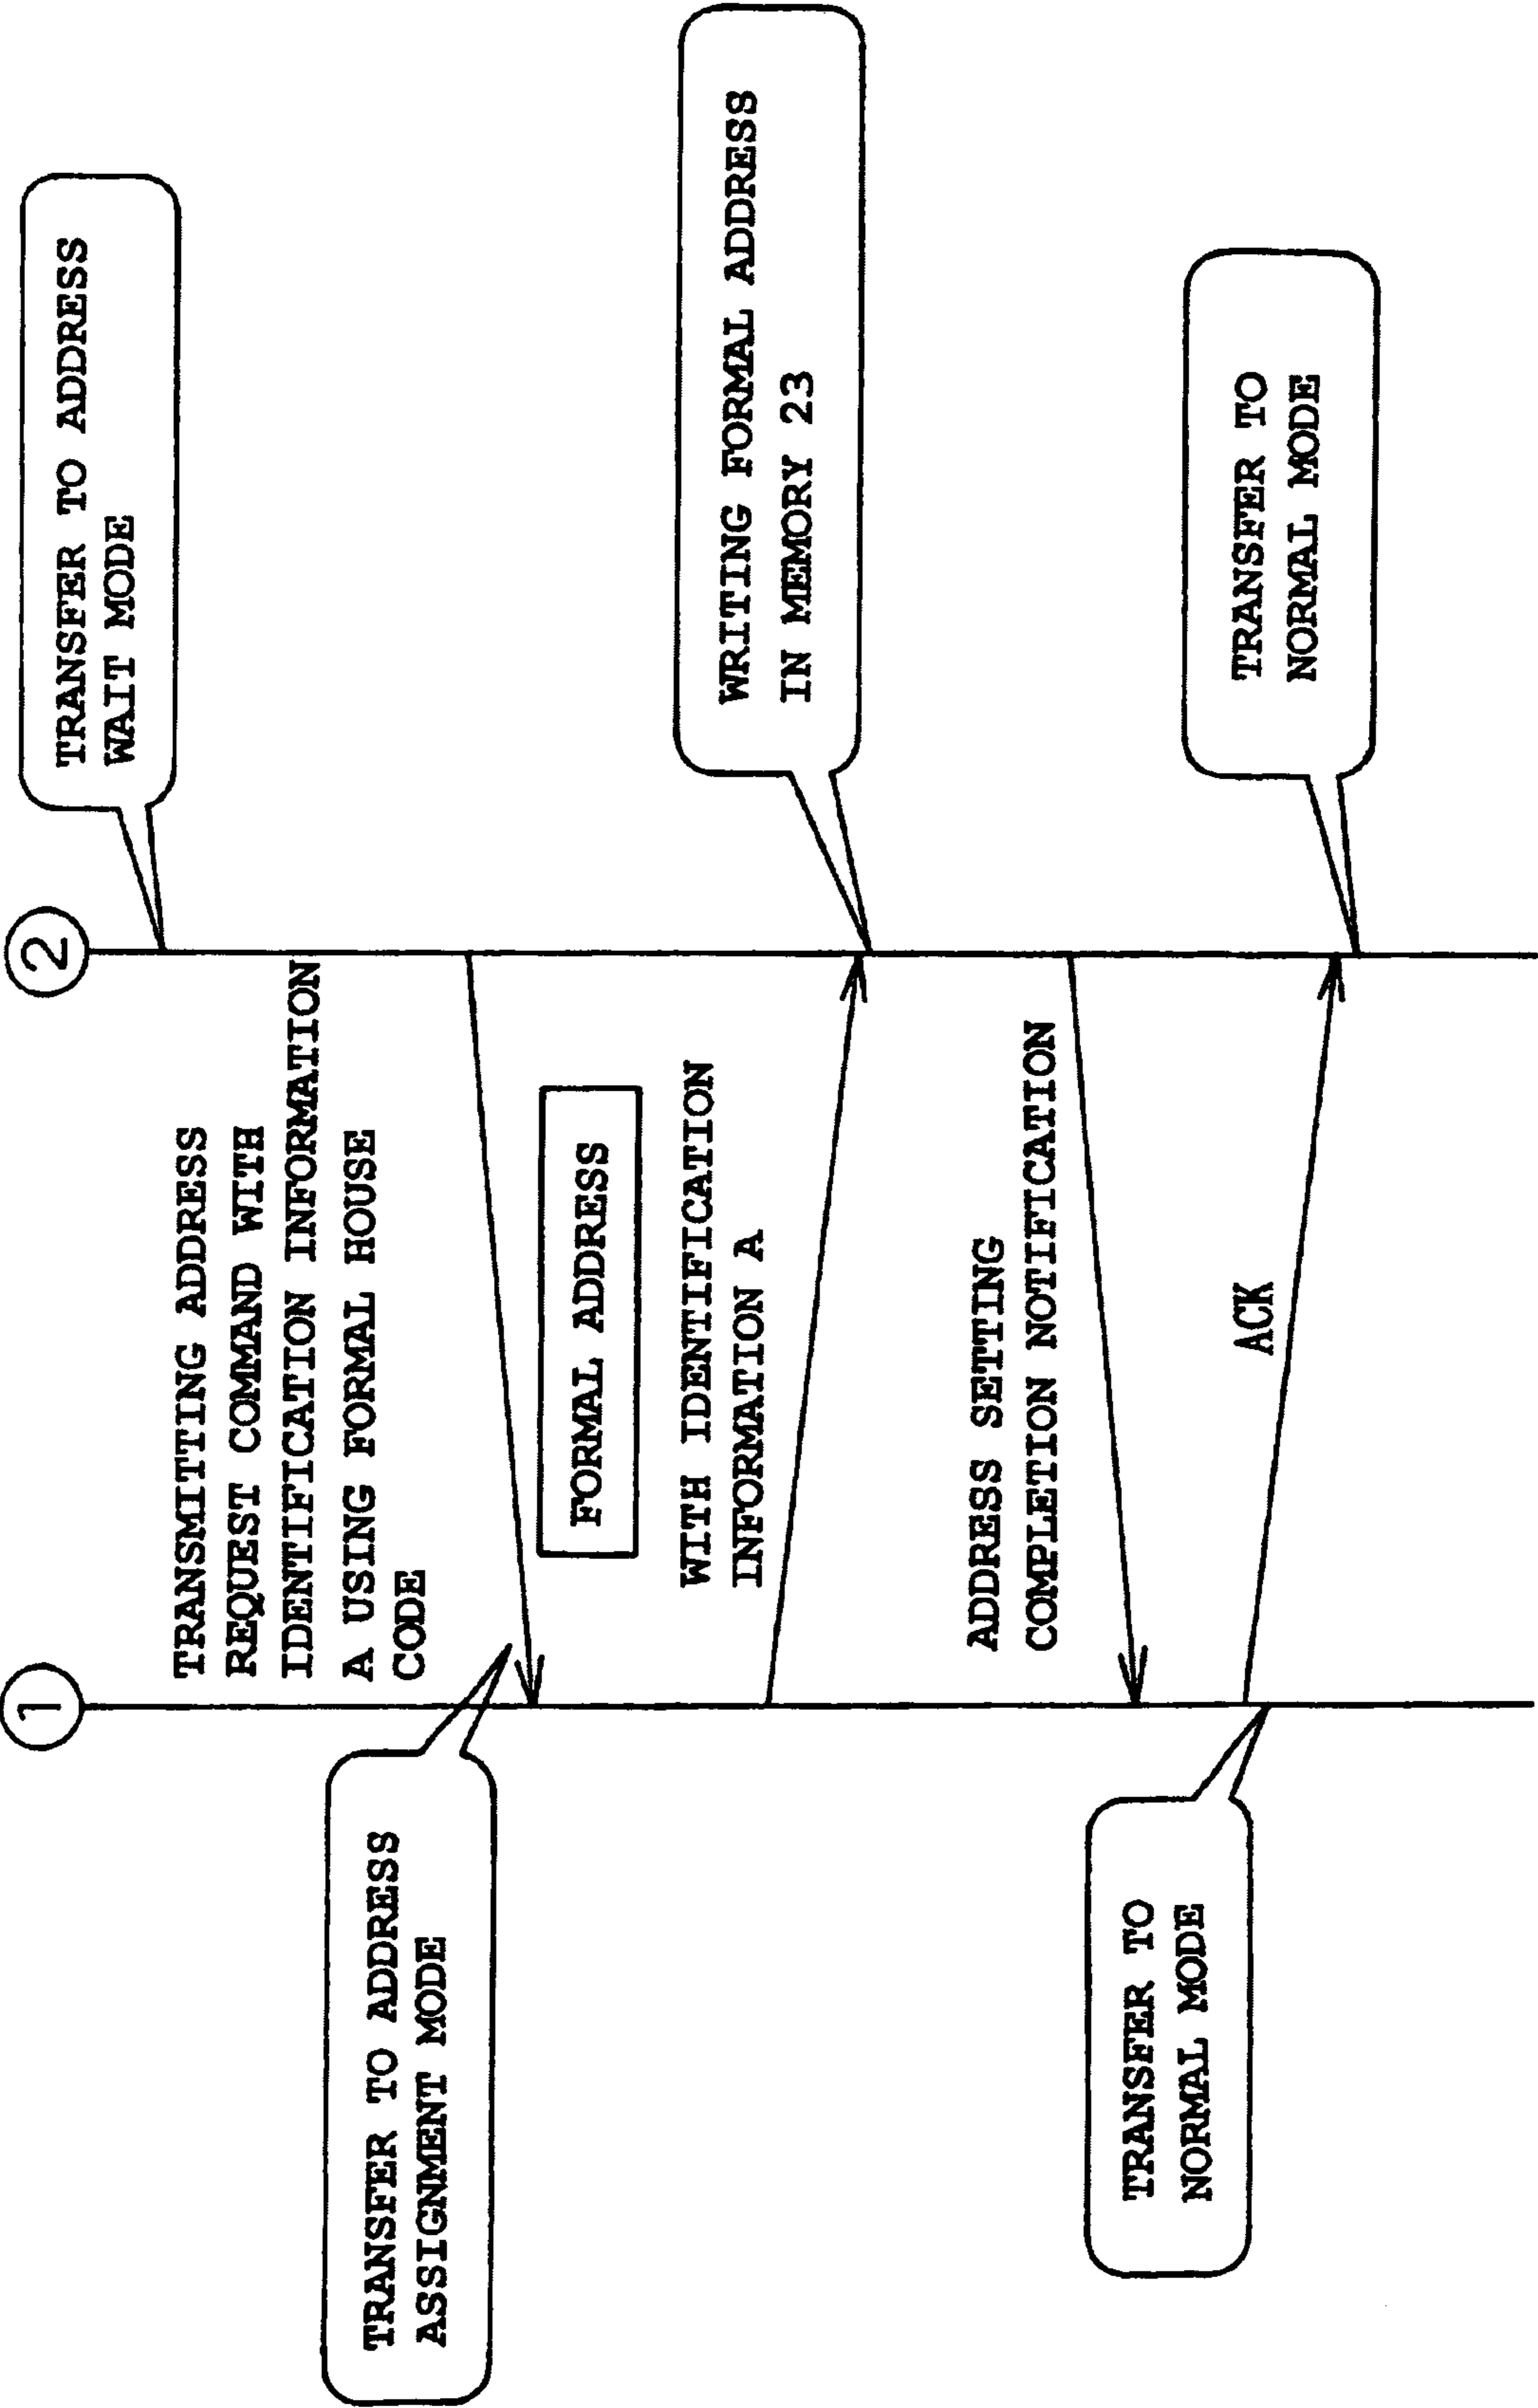 1
2
TRANSFER TO ADDRESS
WAIT MODE
TRANSMITTING ADDRESS
REQUEST COMMAND WITH
IDENTIFICATION INFORMATION
A USING FORMAL HOUSE
CODE
TRANSFER TO ADDRESS
ASSIGNMENT MODE
FORMAL ADDRESS
WITH IDENTIFICATION
INFORMATION A
WRITING FORMAL ADDRESS
IN MEMORY 23
ADDRESS SETTING
COMPLETION NOTIFICATION
TRANSFER TO
NORMAL MODE
ACK
TRANSFER TO
NORMAL MODE